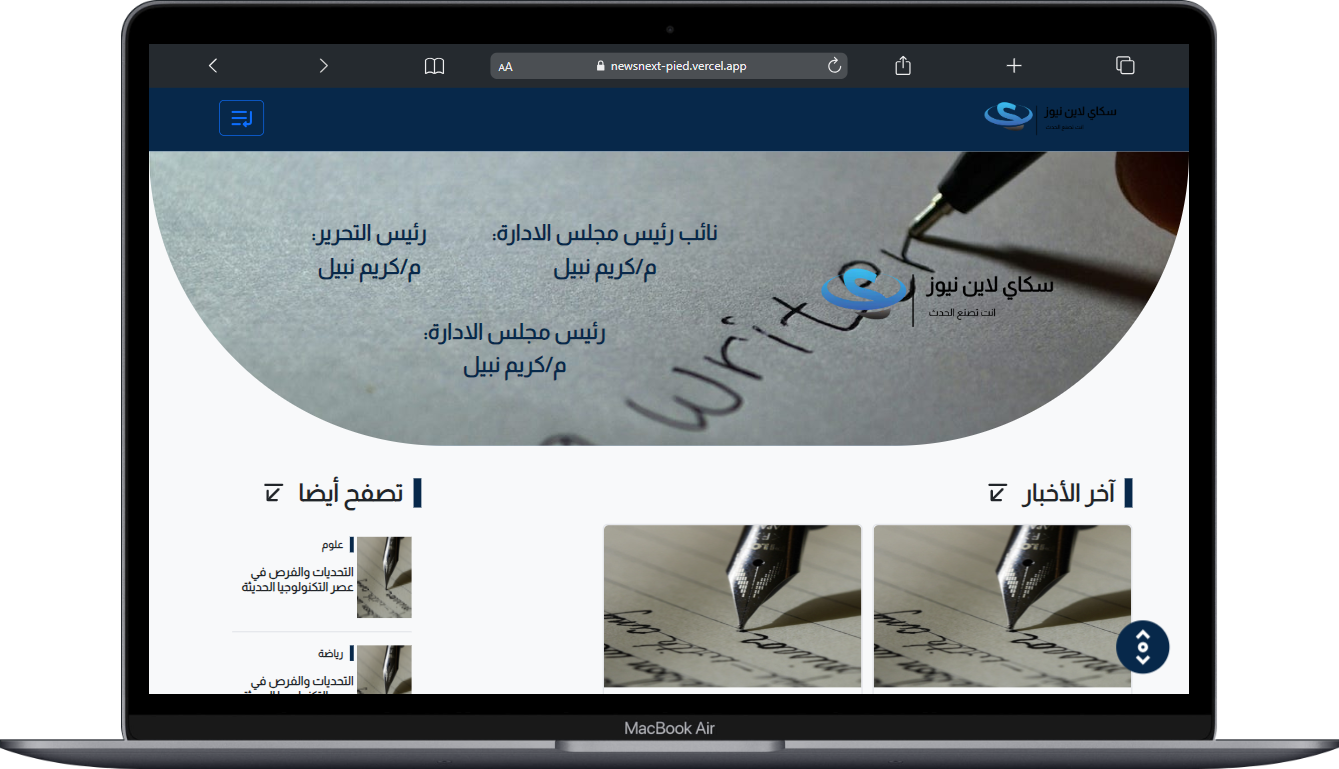 AA
newsnext-pied.vercel.app
سكاي لاين نيوز
انت تصنع الحدث
نائب رئيس مجلس الادارة:
م/كريم نبيل
رئيس التحرير:
م/كريم نبيل
سكاي لاين نيوز
انت تصنع الحدث
writer
رئيس مجلس الادارة:
م/كريم نبيل
آخر الأخبار
تصفح أيضا
علوم
التحديات والفرص في
عصر التكنولوجيا الحديثة
رياضة
التحديات والفرص في
MacBook Air